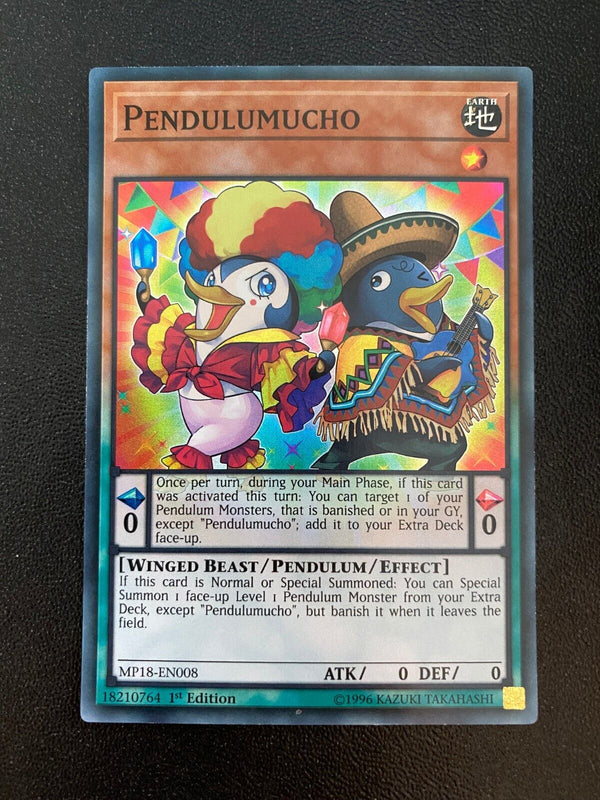 PENDULUMUCHO
EARTH
地
Once per turn, during your Main Phase, if this card
was activated this turn: You can target 1 of your
Pendulum Monsters, that is banished or in your GY,
except "Pendulumucho"; add it to your Extra Deck
face-up.
0
0
[WINGED BEAST/PENDULUM/EFFECT]
If this card is Normal or Special Summoned: You can Special
Summon 1 face-up Level 1 Pendulum Monster from your Extra
Deck, except "Pendulumucho", but banish it when it leaves the
field.
MP18-EN008
ATK/ 0 DEF/ 0
18210764 1st Edition
©1996 KAZUKI TAKAHASHI